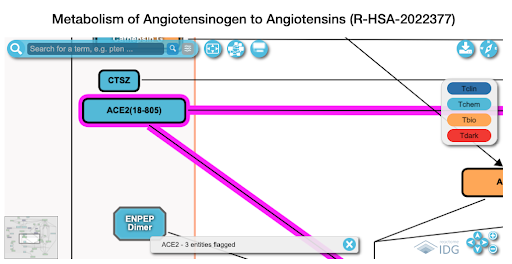 Metabolism of Angiotensinogen to Angiotensins (R-HSA-2022377)
Search for a term, e.g. pten ...
CTSZ
ACE2(18-805)
Tclin
Tchem
Tbio
Tdark
A
ENPEP
Dimer
ACE2 - 3 entities flagged
IDG